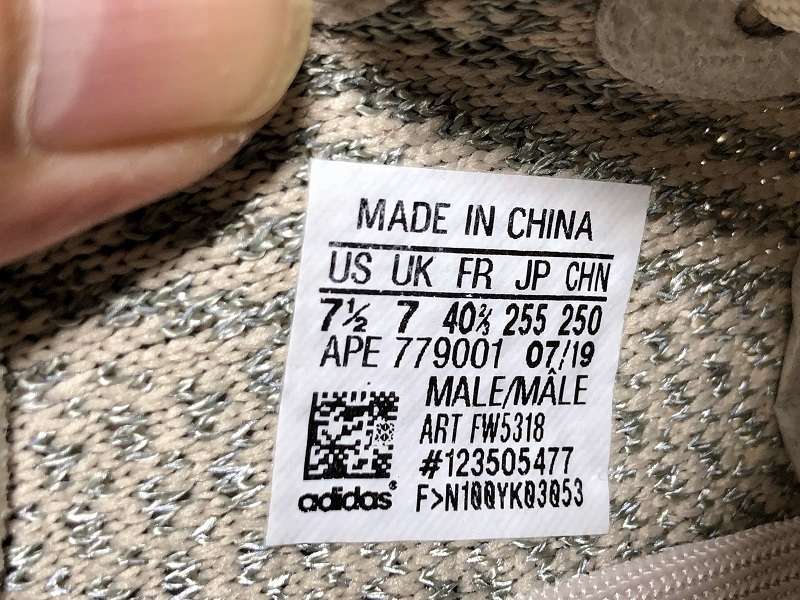 MADE IN CHINA
US UK FR JP CHN
7½ 7 40⅔ 255 250
APE 779001 07/19
MALE/MÂLE
ART FW5318
#123505477
adidas® F>N100YK03053